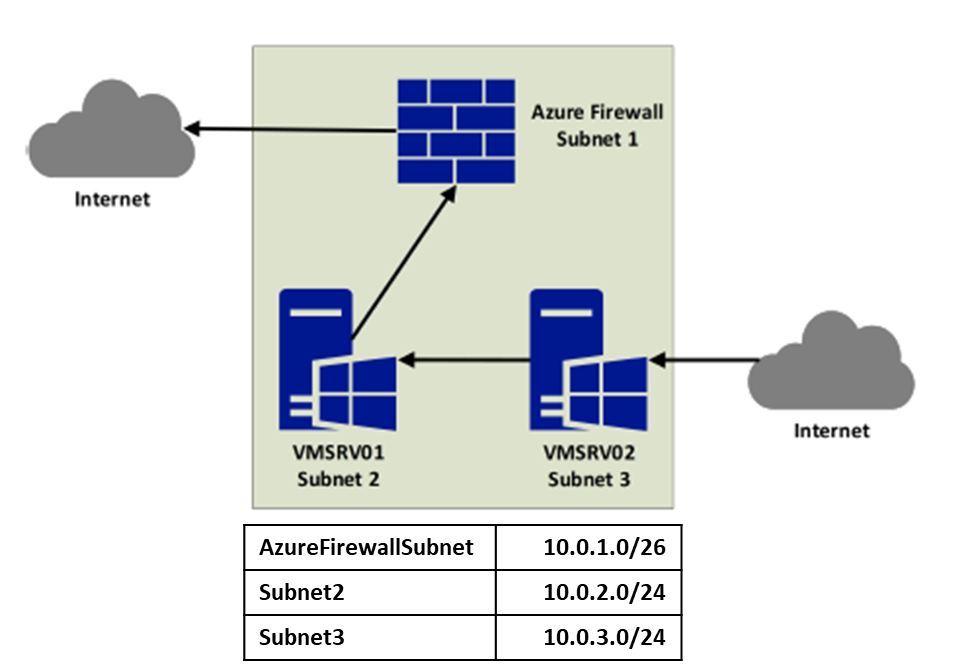 Azure Firewall
Subnet 1
Internet
Internet
VMSRV01
Subnet 2
VMSRV02
Subnet 3
AzureFirewallSubnet 10.0.1.0/26
Subnet2 10.0.2.0/24
Subnet3 10.0.3.0/24